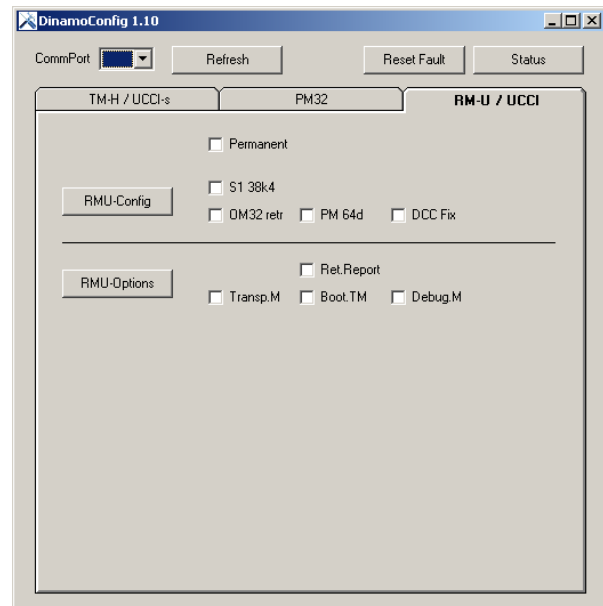 DinamoConfig 1.10
CommPort Refresh Reset Fault Status
TM-H / UCCI-s PM32 RM-U / UCCI
Permanent
RMU-Config S1 38k4
OM32 retr PM 64d DCC Fix
Ret.Report
RMU-Options
Transp.M Boot.TM Debug.M